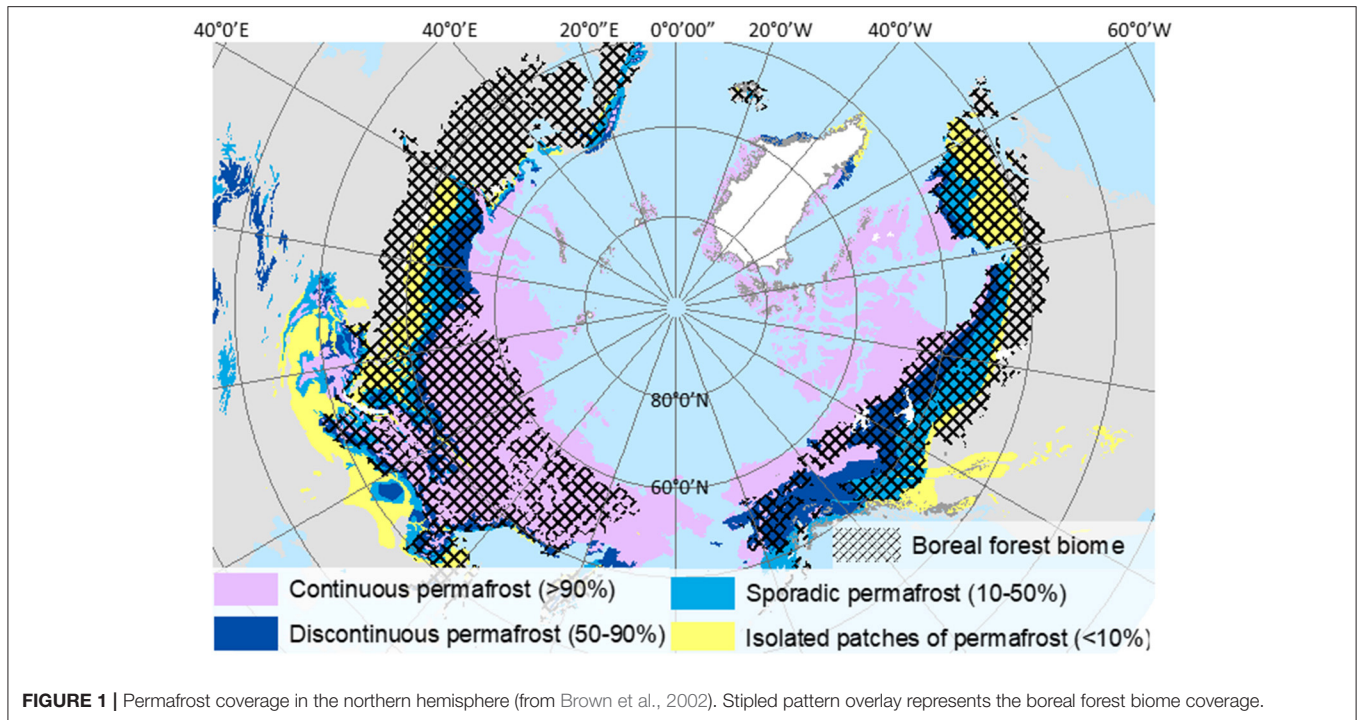 40°0'E 40°0'E 20°0"E 0°0'00" 20°0'W 40°0'W 60°0'W
80°0'N
60°0'N
Boreal forest biome
Continuous permafrost (>90%) Sporadic permafrost (10-50%)
Discontinuous permafrost (50-90%) Isolated patches of permafrost (<10%)
FIGURE 1 | Permafrost coverage in the northern hemisphere (from Brown et al., 2002). Stipled pattern overlay represents the boreal forest biome coverage.